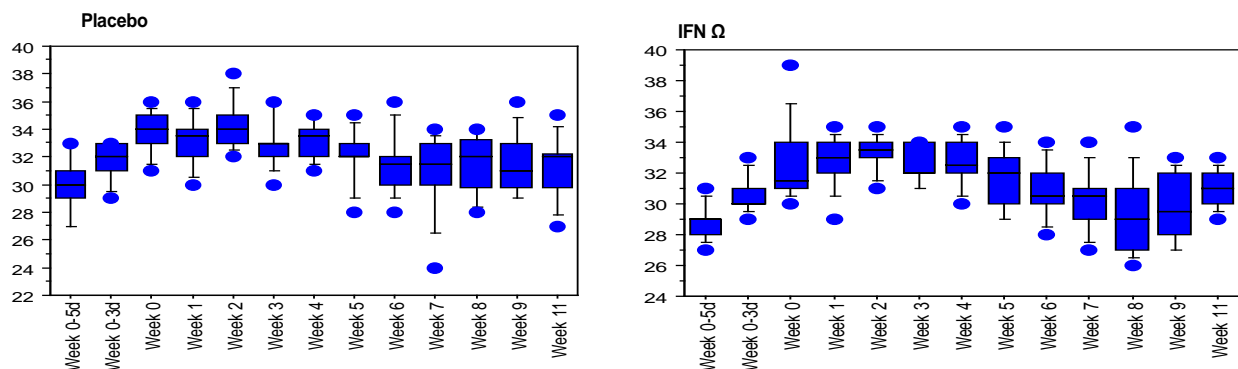 Placebo
40
38
36
34
32
30
28
26
24
22
Week 0-5d
Week 0-3d
Week 0
Week 1
Week 2
Week 3
Week 4
Week 5
Week 6
Week 7
Week 8
Week 9
Week 11
IFN Ω
40
38
36
34
32
30
28
26
24
Week 0-5d
Week 0-3d
Week 0
Week 1
Week 2
Week 3
Week 4
Week 5
Week 6
Week 7
Week 8
Week 9
Week 11